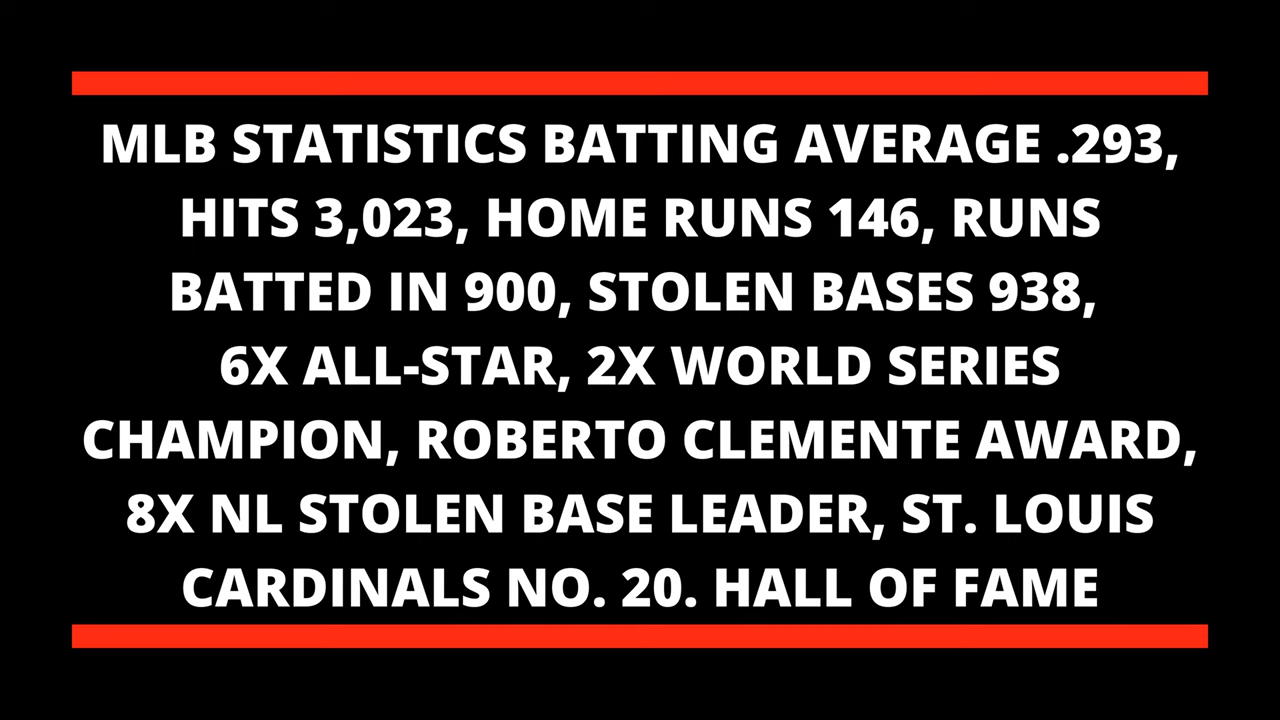 MLB STATISTICS BATTING AVERAGE .293,
HITS 3,023, HOME RUNS 146, RUNS
BATTED IN 900, STOLEN BASES 938,
6X ALL-STAR, 2X WORLD SERIES
CHAMPION, ROBERTO CLEMENTE AWARD,
8X NL STOLEN BASE LEADER, ST. LOUIS
CARDINALS NO. 20. HALL OF FAME